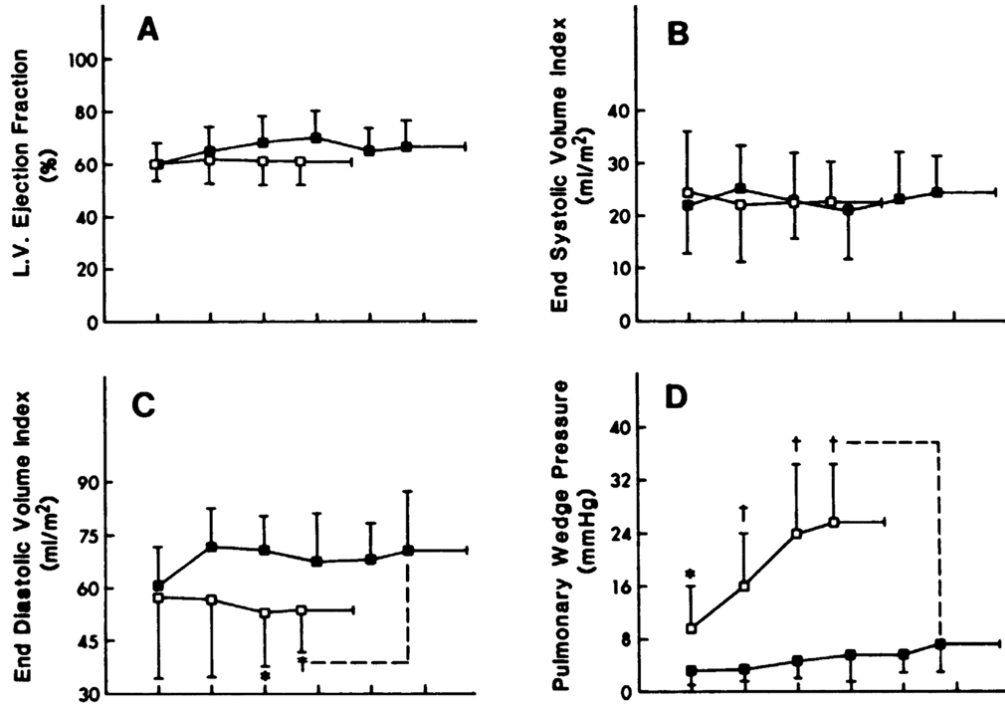 A
L.V. Ejection Fraction
(%)
100
80
60
40
20
0
B
End Systolic Volume Index
(ml/m²)
40
30
20
10
0
C
End Diastolic Volume Index
(ml/m²)
90
75
60
45
30
*
†
D
Pulmonary Wedge Pressure
(mmHg)
40
32
24
16
8
0
*
†
†
†